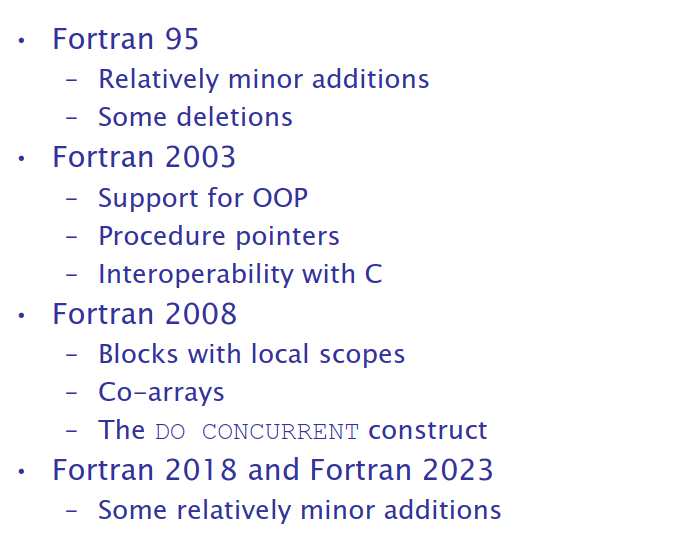 • Fortran 95
– Relatively minor additions
– Some deletions
• Fortran 2003
– Support for OOP
– Procedure pointers
– Interoperability with C
• Fortran 2008
– Blocks with local scopes
– Co-arrays
– The DO CONCURRENT construct
• Fortran 2018 and Fortran 2023
– Some relatively minor additions